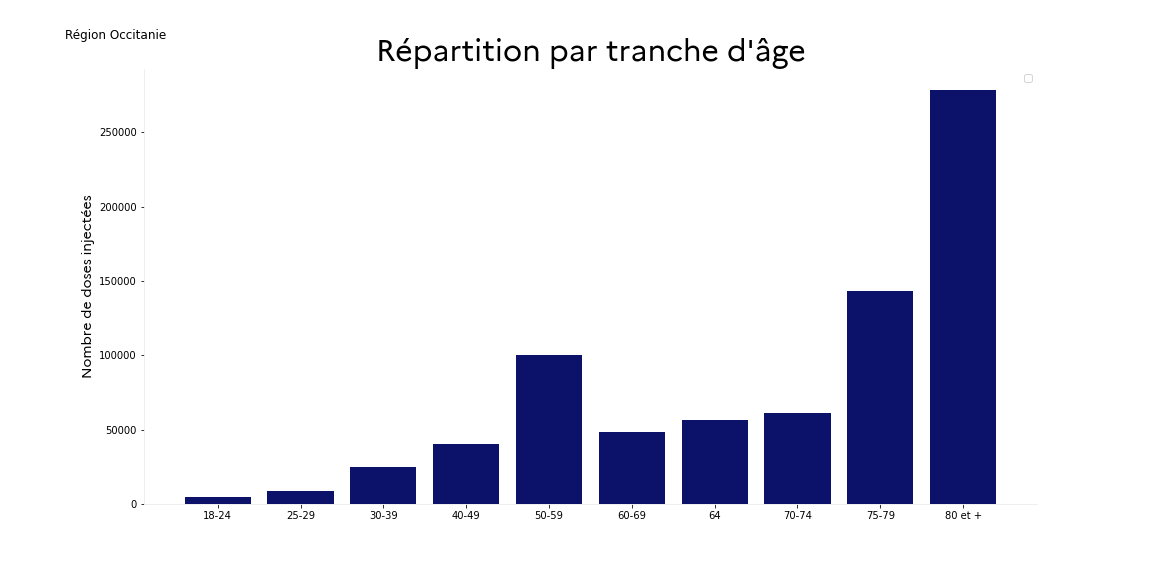 Région Occitanie
Répartition par tranche d'âge
Nombre de doses injectées
250000
200000
150000
100000
50000
0
18-24 25-29 30-39 40-49 50-59 60-69 64 70-74 75-79 80 et +